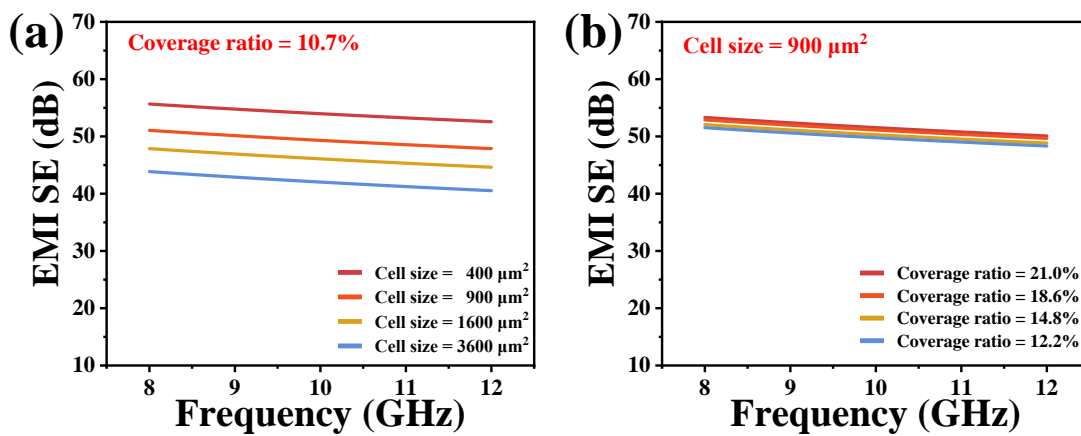 (a)
Coverage ratio = 10.7%
EMI SE (dB)
70
60
50
40
30
20
10
Cell size = 400 μm²
Cell size = 900 μm²
Cell size = 1600 μm²
Cell size = 3600 μm²
8 9 10 11 12
Frequency (GHz)
(b)
Cell size = 900 μm²
EMI SE (dB)
70
60
50
40
30
20
10
Coverage ratio = 21.0%
Coverage ratio = 18.6%
Coverage ratio = 14.8%
Coverage ratio = 12.2%
8 9 10 11 12
Frequency (GHz)